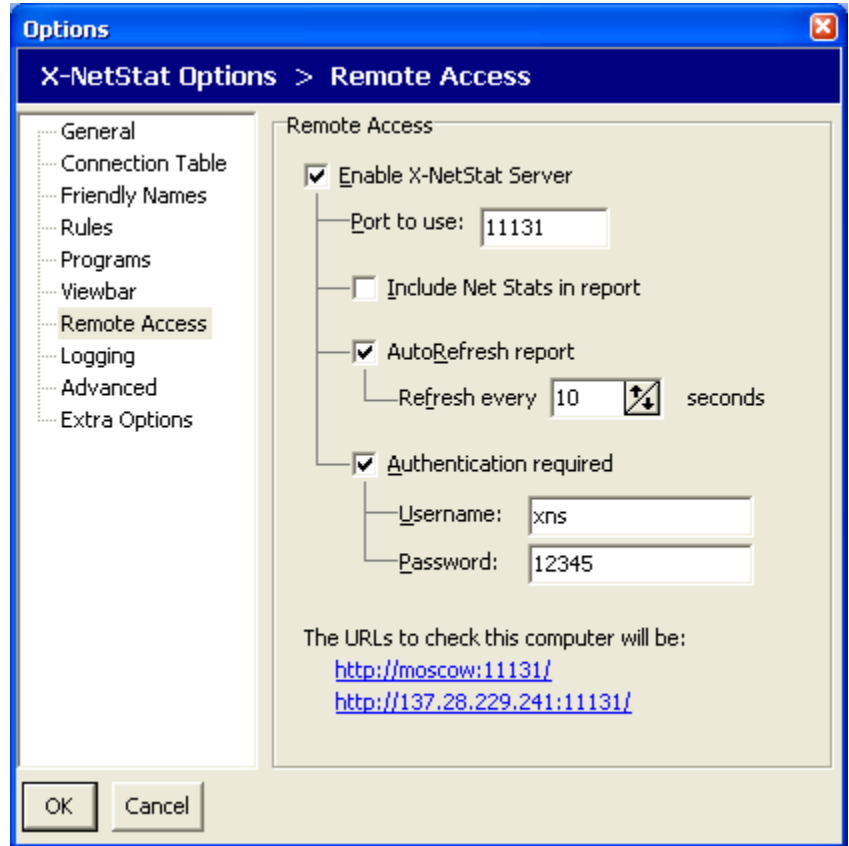 Options
X-NetStat Options > Remote Access
General
Connection Table
Friendly Names
Rules
Programs
Viewbar
Remote Access
Logging
Advanced
Extra Options
Remote Access
Enable X-NetStat Server
Port to use: 11131
Include Net Stats in report
AutoRefresh report
Refresh every 10 seconds
Authentication required
Username: xns
Password: 12345
The URLs to check this computer will be:
http://moscow:11131/
http://137.28.229.241:11131/
OK Cancel